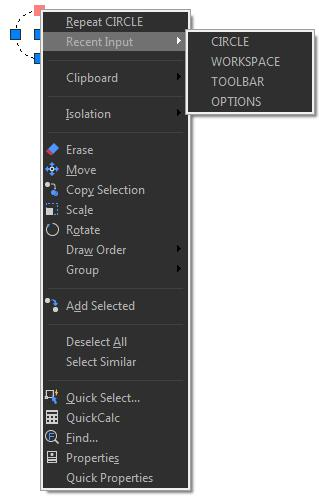 Repeat CIRCLE
Recent Input
CIRCLE
WORKSPACE
TOOLBAR
OPTIONS
Clipboard
Isolation
Erase
Move
Copy Selection
Scale
Rotate
Draw Order
Group
Add Selected
Deselect All
Select Similar
Quick Select...
QuickCalc
Find...
Properties
Quick Properties